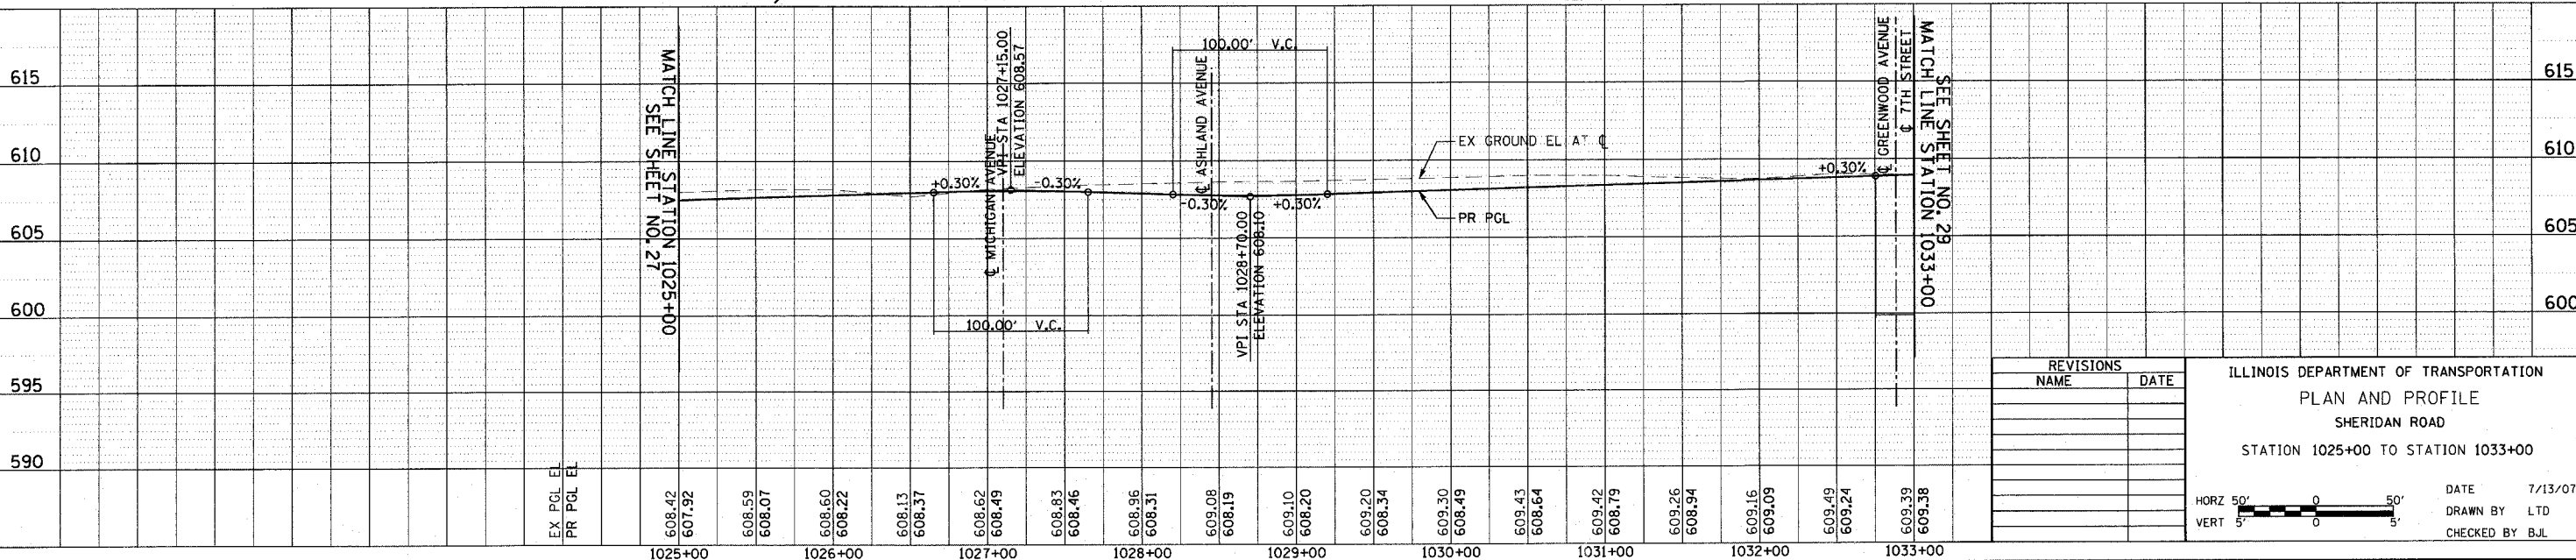 615
610
605
600
595
590
615
610
605
600
MATCH LINE STATION 1025+00
SEE SHEET NO. 27
+0.30%
℄ MICHIGAN AVENUE
VPI STA 1027+15.00
ELEVATION 608.57
-0.30%
100.00' V.C.
100.00' V.C.
℄ ASHLAND AVENUE
-0.30%
VPI STA 1028+70.00
ELEVATION 608.10
+0.30%
EX GROUND EL AT ℄
PR PGL
+0.30%
℄ GREENWOOD AVENUE
℄ 7TH STREET
MATCH LINE STATION 1033+00
SEE SHEET NO. 29
EX PGL EL
PR PGL EL
608.42
607.92
608.59
608.07
608.60
608.22
608.13
608.37
608.62
608.49
608.83
608.46
608.96
608.31
609.08
608.19
609.10
608.20
609.20
608.34
609.30
608.49
609.43
608.64
609.42
608.79
609.26
608.94
609.16
609.09
609.49
609.24
609.39
609.38
1025+00
1026+00
1027+00
1028+00
1029+00
1030+00
1031+00
1032+00
1033+00
REVISIONS
NAME DATE
ILLINOIS DEPARTMENT OF TRANSPORTATION
PLAN AND PROFILE
SHERIDAN ROAD
STATION 1025+00 TO STATION 1033+00
HORZ 50' 0 50'
VERT 5' 0 5'
DATE 7/13/07
DRAWN BY LTD
CHECKED BY BJL